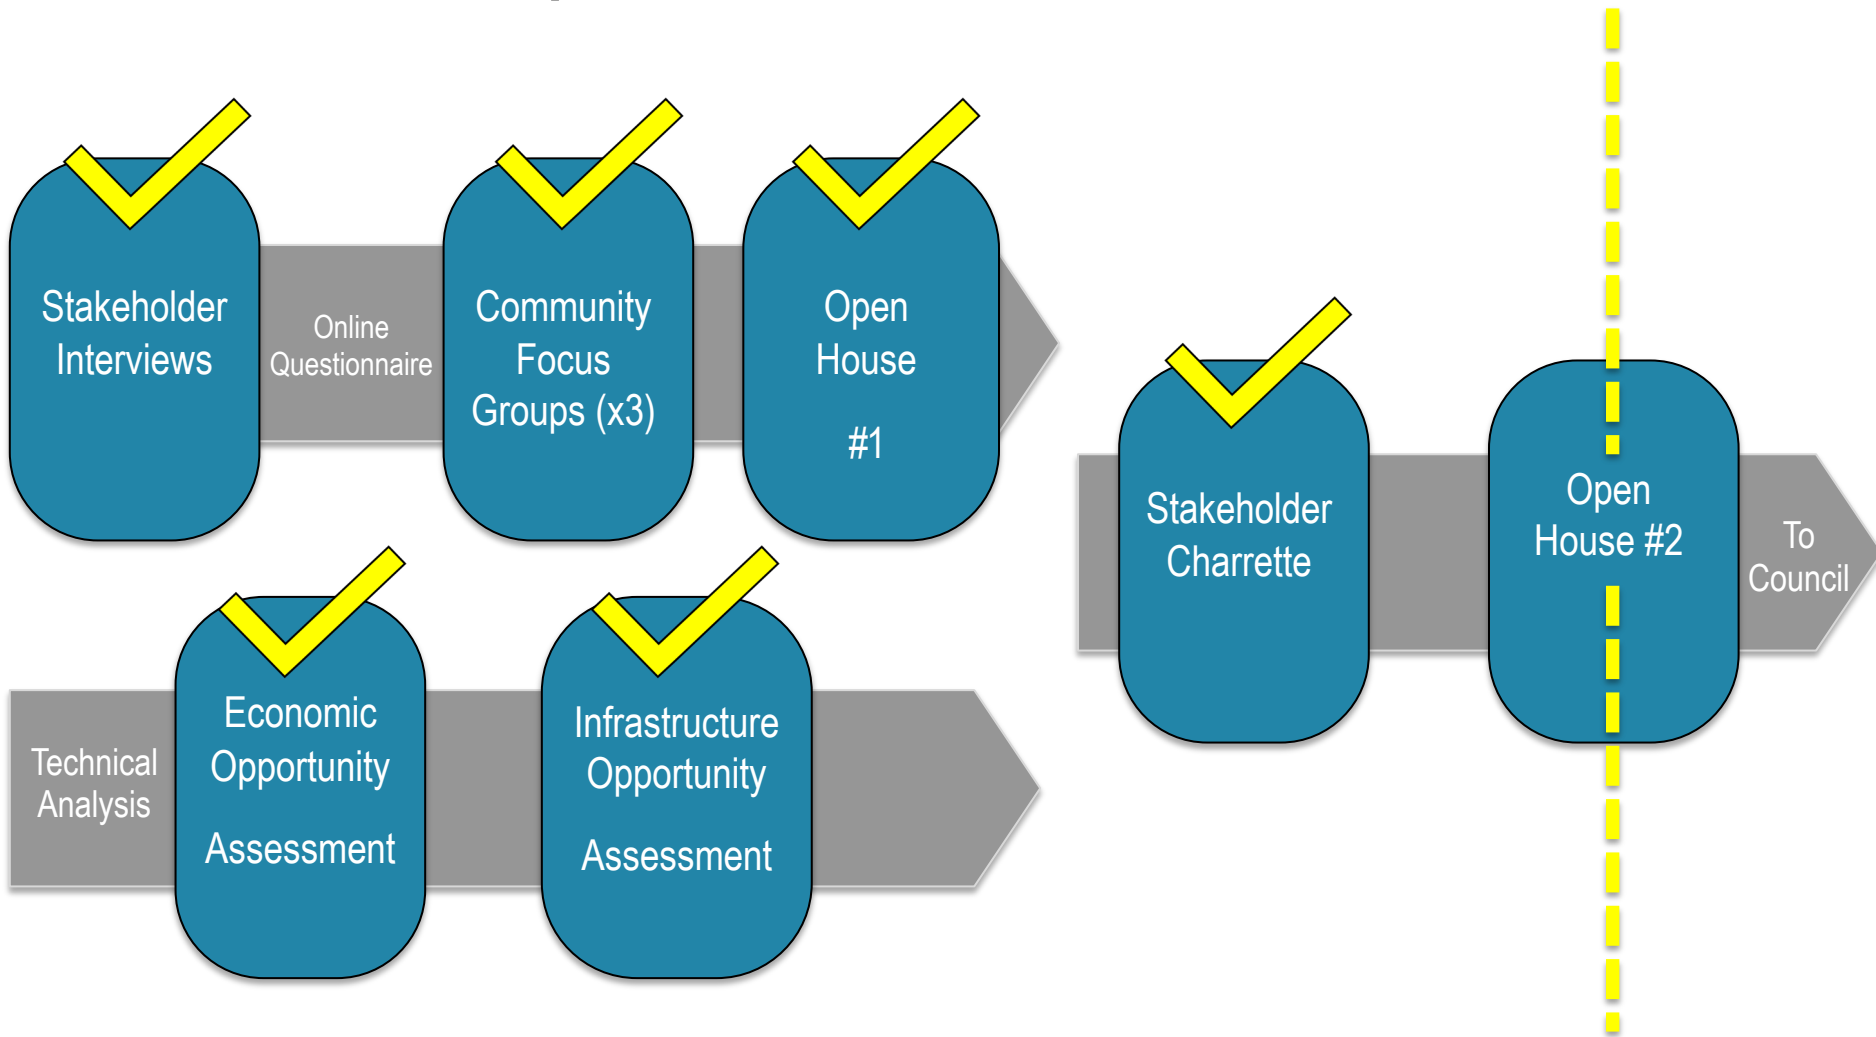 Stakeholder
Interviews
Online
Questionnaire
Community
Focus
Groups (x3)
Open
House
#1
Technical
Analysis
Economic
Opportunity
Assessment
Infrastructure
Opportunity
Assessment
Stakeholder
Charrette
Open
House #2
To
Council